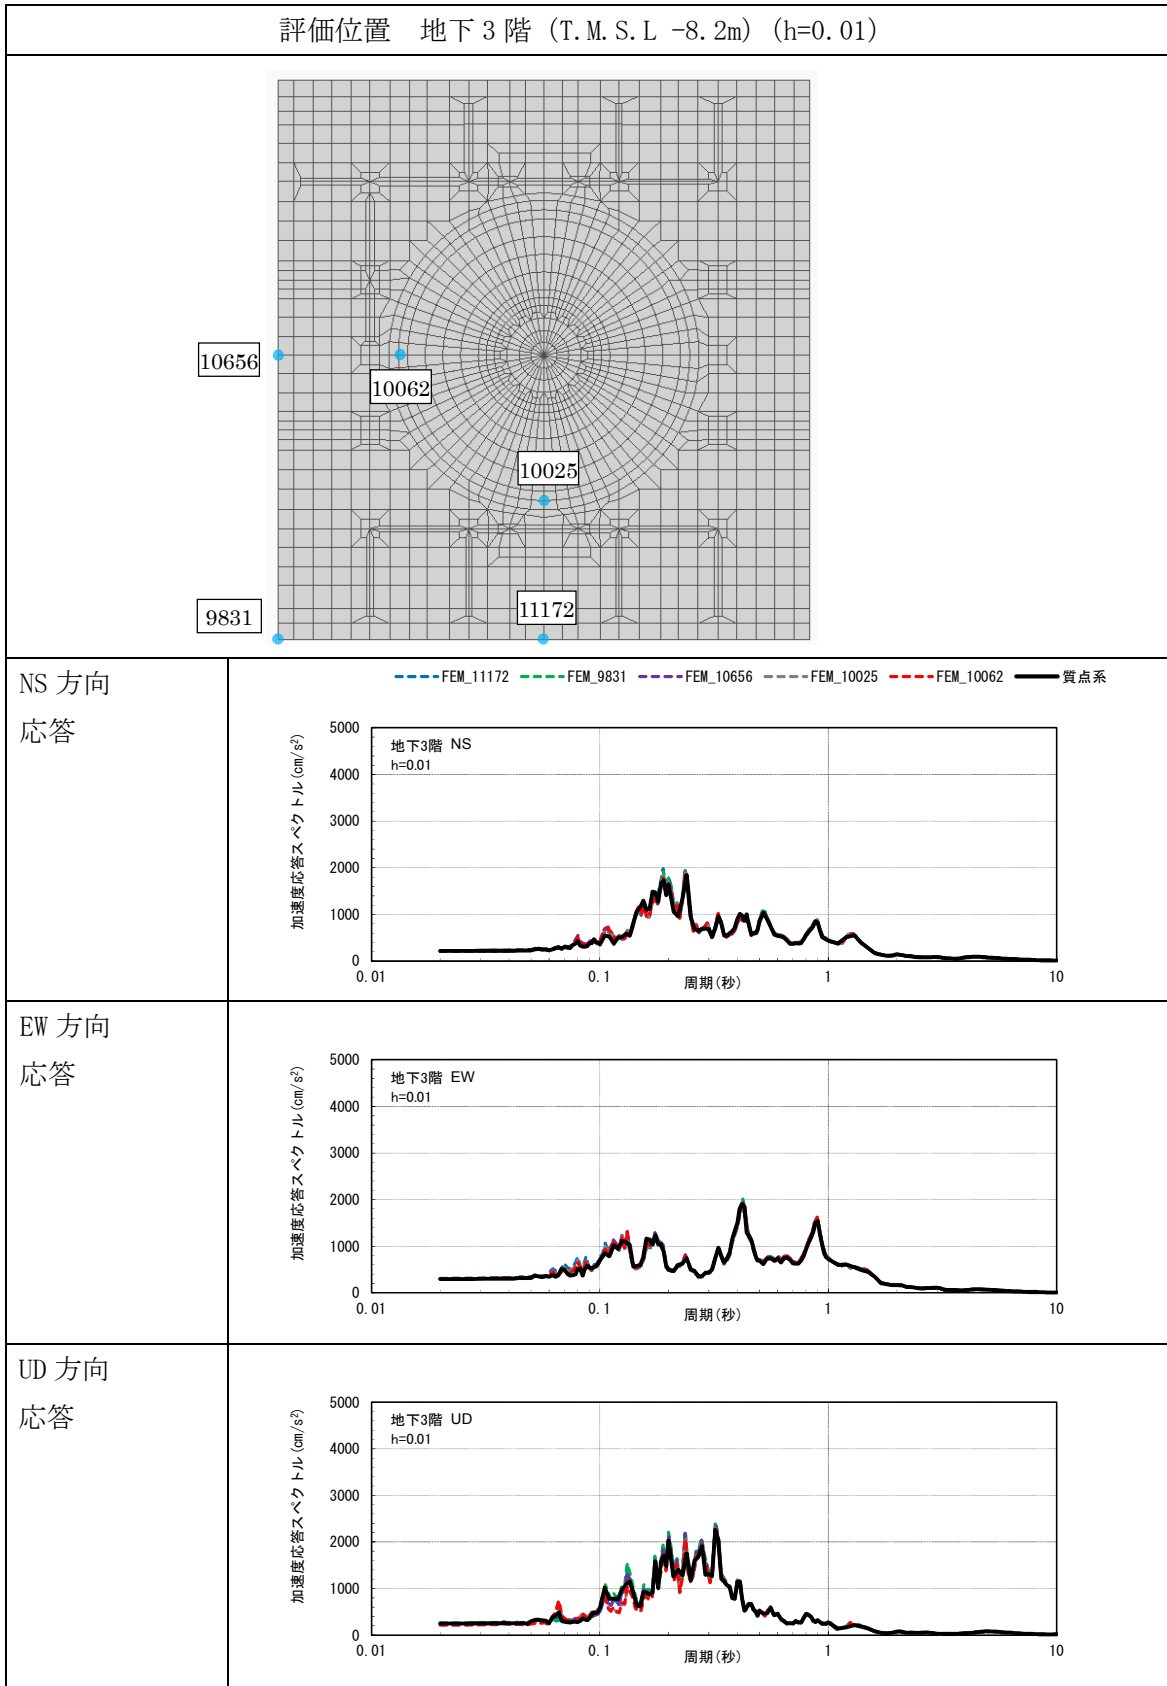 評価位置　地下3階 (T.M.S.L -8.2m) (h=0.01)
10656
10062
10025
9831
11172
NS 方向
応答
FEM_11172 FEM_9831 FEM_10656 FEM_10025 FEM_10062 質点系
加速度応答スペクトル(cm/s²)
5000
4000
3000
2000
1000
0
地下3階 NS
h=0.01
0.01 0.1 1 10
周期(秒)
EW 方向
応答
加速度応答スペクトル(cm/s²)
5000
4000
3000
2000
1000
0
地下3階 EW
h=0.01
0.01 0.1 1 10
周期(秒)
UD 方向
応答
加速度応答スペクトル(cm/s²)
5000
4000
3000
2000
1000
0
地下3階 UD
h=0.01
0.01 0.1 1 10
周期(秒)